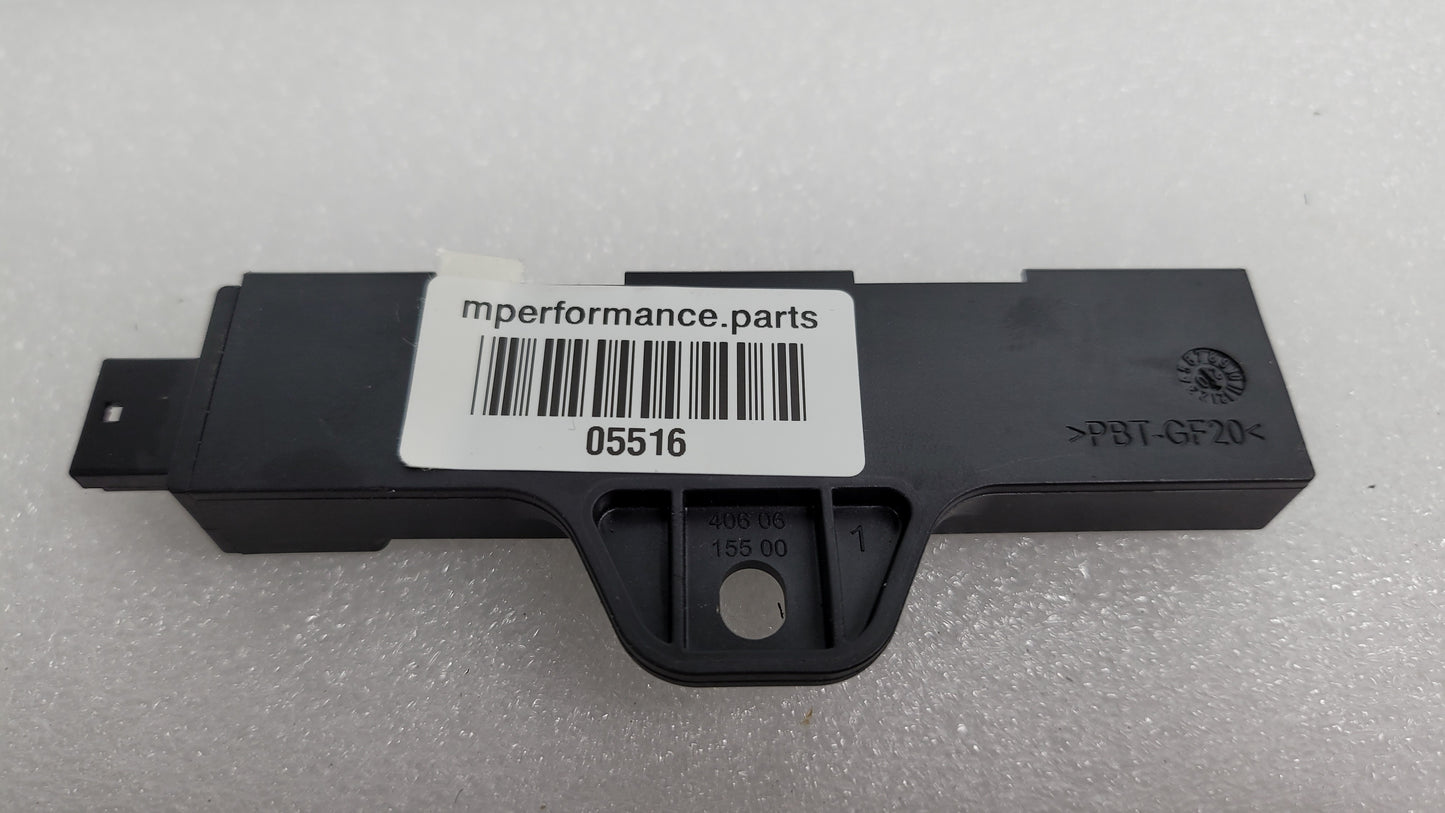 mperformance.parts
05516
>PBT-GF20<
406 06
155 00
1